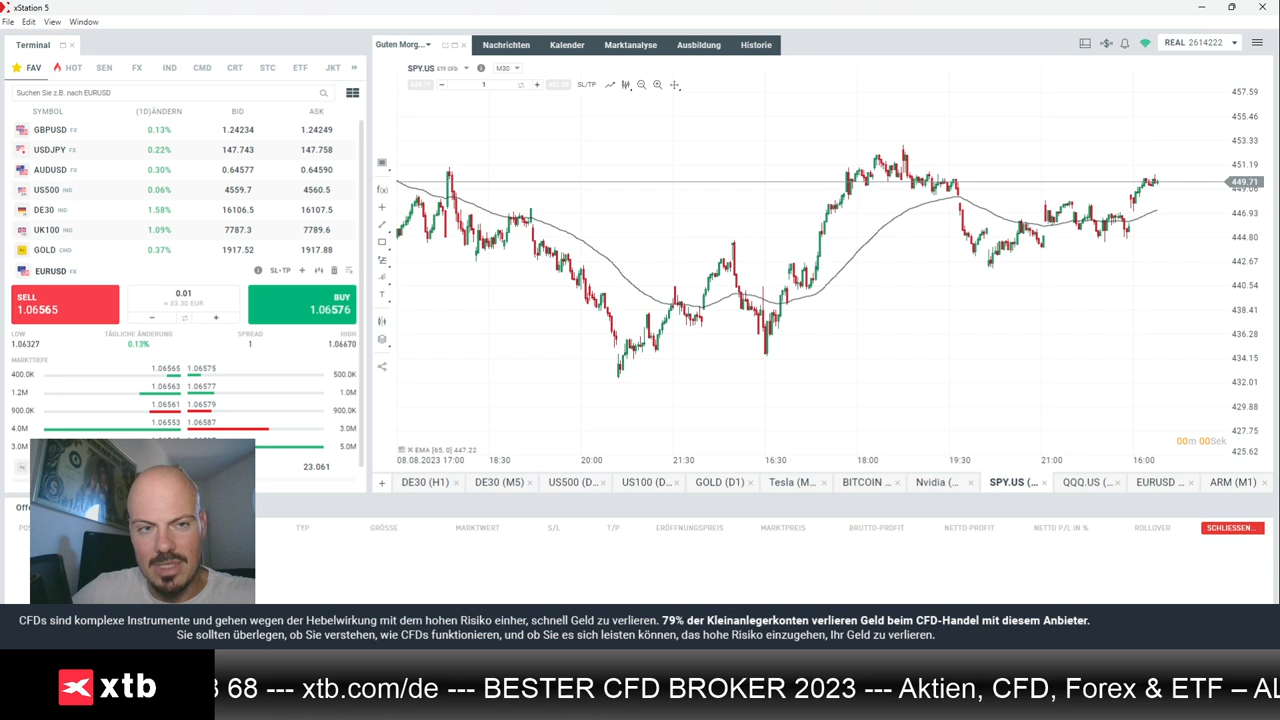 xStation 5
File Edit View Window
Terminal
FAV HOT SEN FX IND CMD CRT STC ETF JKT
Suchen Sie z.B. nach EURUSD
SYMBOL (1D)ÄNDERN BID ASK
GBPUSD FX 0.13% 1.24234 1.24249
USDJPY FX 0.22% 147.743 147.758
AUDUSD FX 0.30% 0.64577 0.64590
US500 IND 0.06% 4559.7 4560.5
DE30 IND 1.58% 16106.5 16107.5
UK100 IND 1.09% 7787.3 7789.6
GOLD CMD 0.37% 1917.52 1917.88
EURUSD FX SL•TP
SELL 1.06565
0.01
≈ 33.30 EUR
BUY 1.06576
LOW TÄGLICHE ÄNDERUNG SPREAD HIGH
1.06327 0.13% 1 1.06670
MARKTTIEFE
400.0K 1.06565 1.06575 500.0K
1.2M 1.06563 1.06577 1.0M
900.0K 1.06561 1.06579 900.0K
4.0M 1.06553 1.06587 3.0M
3.0M 5.0M
23.061
Guten Morg...
Nachrichten Kalender Marktanalyse Ausbildung Historie
REAL 2614222
SPY.US ETF CFD M30
1 SL/TP
457.59
455.46
453.33
451.19
449.71
449.06
446.93
444.80
442.67
440.54
438.41
436.28
434.15
432.01
429.88
427.75
425.62
00m 00Sek
EMA [65, 0] 447.22
08.08.2023 17:00 18:30 20:00 21:30 16:30 18:00 19:30 21:00 16:00
DE30 (H1) DE30 (M5) US500 (D... US100 (D... GOLD (D1) Tesla (M... BITCOIN ... Nvidia (... SPY.US (... QQQ.US (... EURUSD ... ARM (M1)
TYP GRÖSSE MARKTWERT S/L T/P ERÖFFNUNGSPREIS MARKTPREIS BRUTTO-PROFIT NETTO-PROFIT NETTO P/L IN % ROLLOVER SCHLIESSEN...
CFDs sind komplexe Instrumente und gehen wegen der Hebelwirkung mit dem hohen Risiko einher, schnell Geld zu verlieren. 79% der Kleinanlegerkonten verlieren Geld beim CFD-Handel mit diesem Anbieter.
Sie sollten überlegen, ob Sie verstehen, wie CFDs funktionieren, und ob Sie es sich leisten können, das hohe Risiko einzugehen, Ihr Geld zu verlieren.
xtb 68 --- xtb.com/de --- BESTER CFD BROKER 2023 --- Aktien, CFD, Forex & ETF – AL